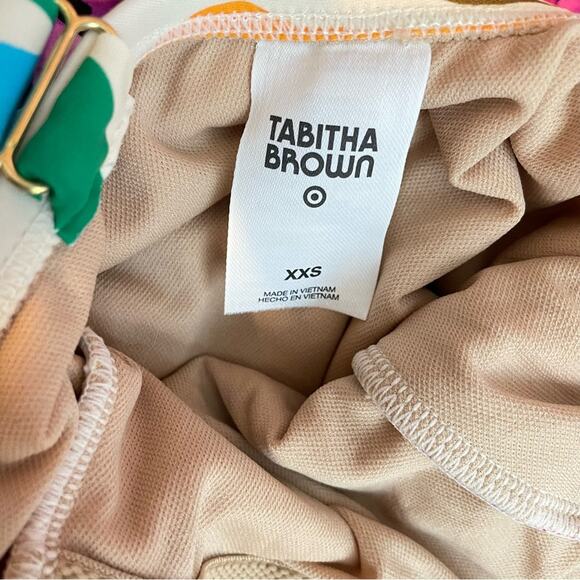 TABITHA
BROWN
XXS
MADE IN VIETNAM
HECHO EN VIETNAM